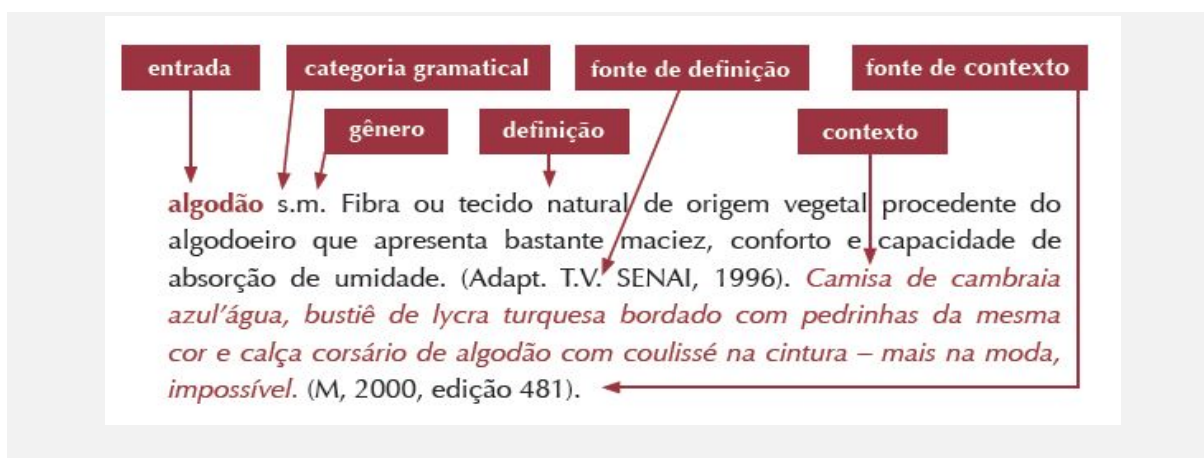 entrada categoria gramatical fonte de definição fonte de contexto
gênero definição contexto
algodão s.m. Fibra ou tecido natural de origem vegetal procedente do
algodoeiro que apresenta bastante maciez, conforto e capacidade de
absorção de umidade. (Adapt. T.V. SENAI, 1996). Camisa de cambraia
azul’água, bustiê de lycra turquesa bordado com pedrinhas da mesma
cor e calça corsário de algodão com coulissé na cintura – mais na moda,
impossível. (M, 2000, edição 481).